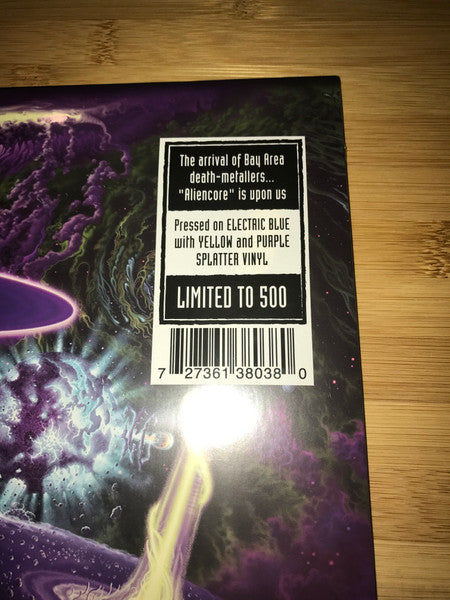 The arrival of Bay Area
death-metallers...
"Aliencore" is upon us
Pressed on ELECTRIC BLUE
with YELLOW and PURPLE
SPLATTER VINYL
LIMITED TO 500
7 27361 38038 0